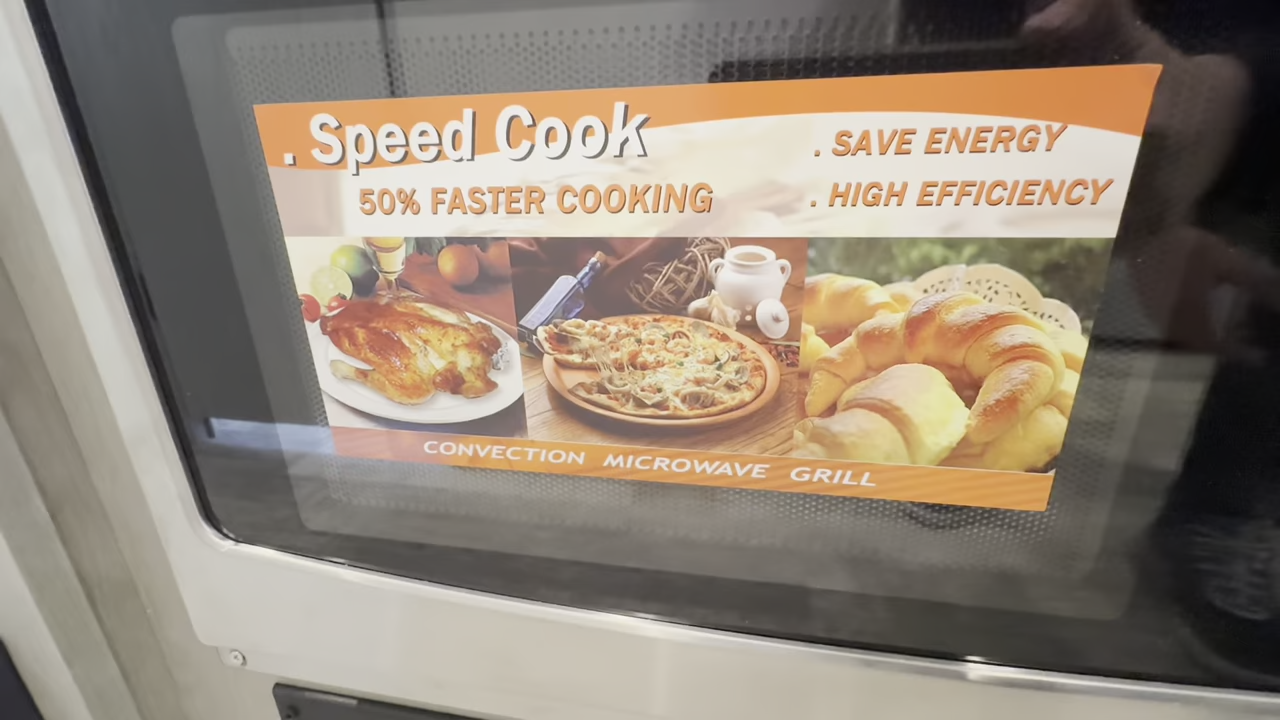 . Speed Cook
50% FASTER COOKING
. SAVE ENERGY
. HIGH EFFICIENCY
CONVECTION MICROWAVE GRILL